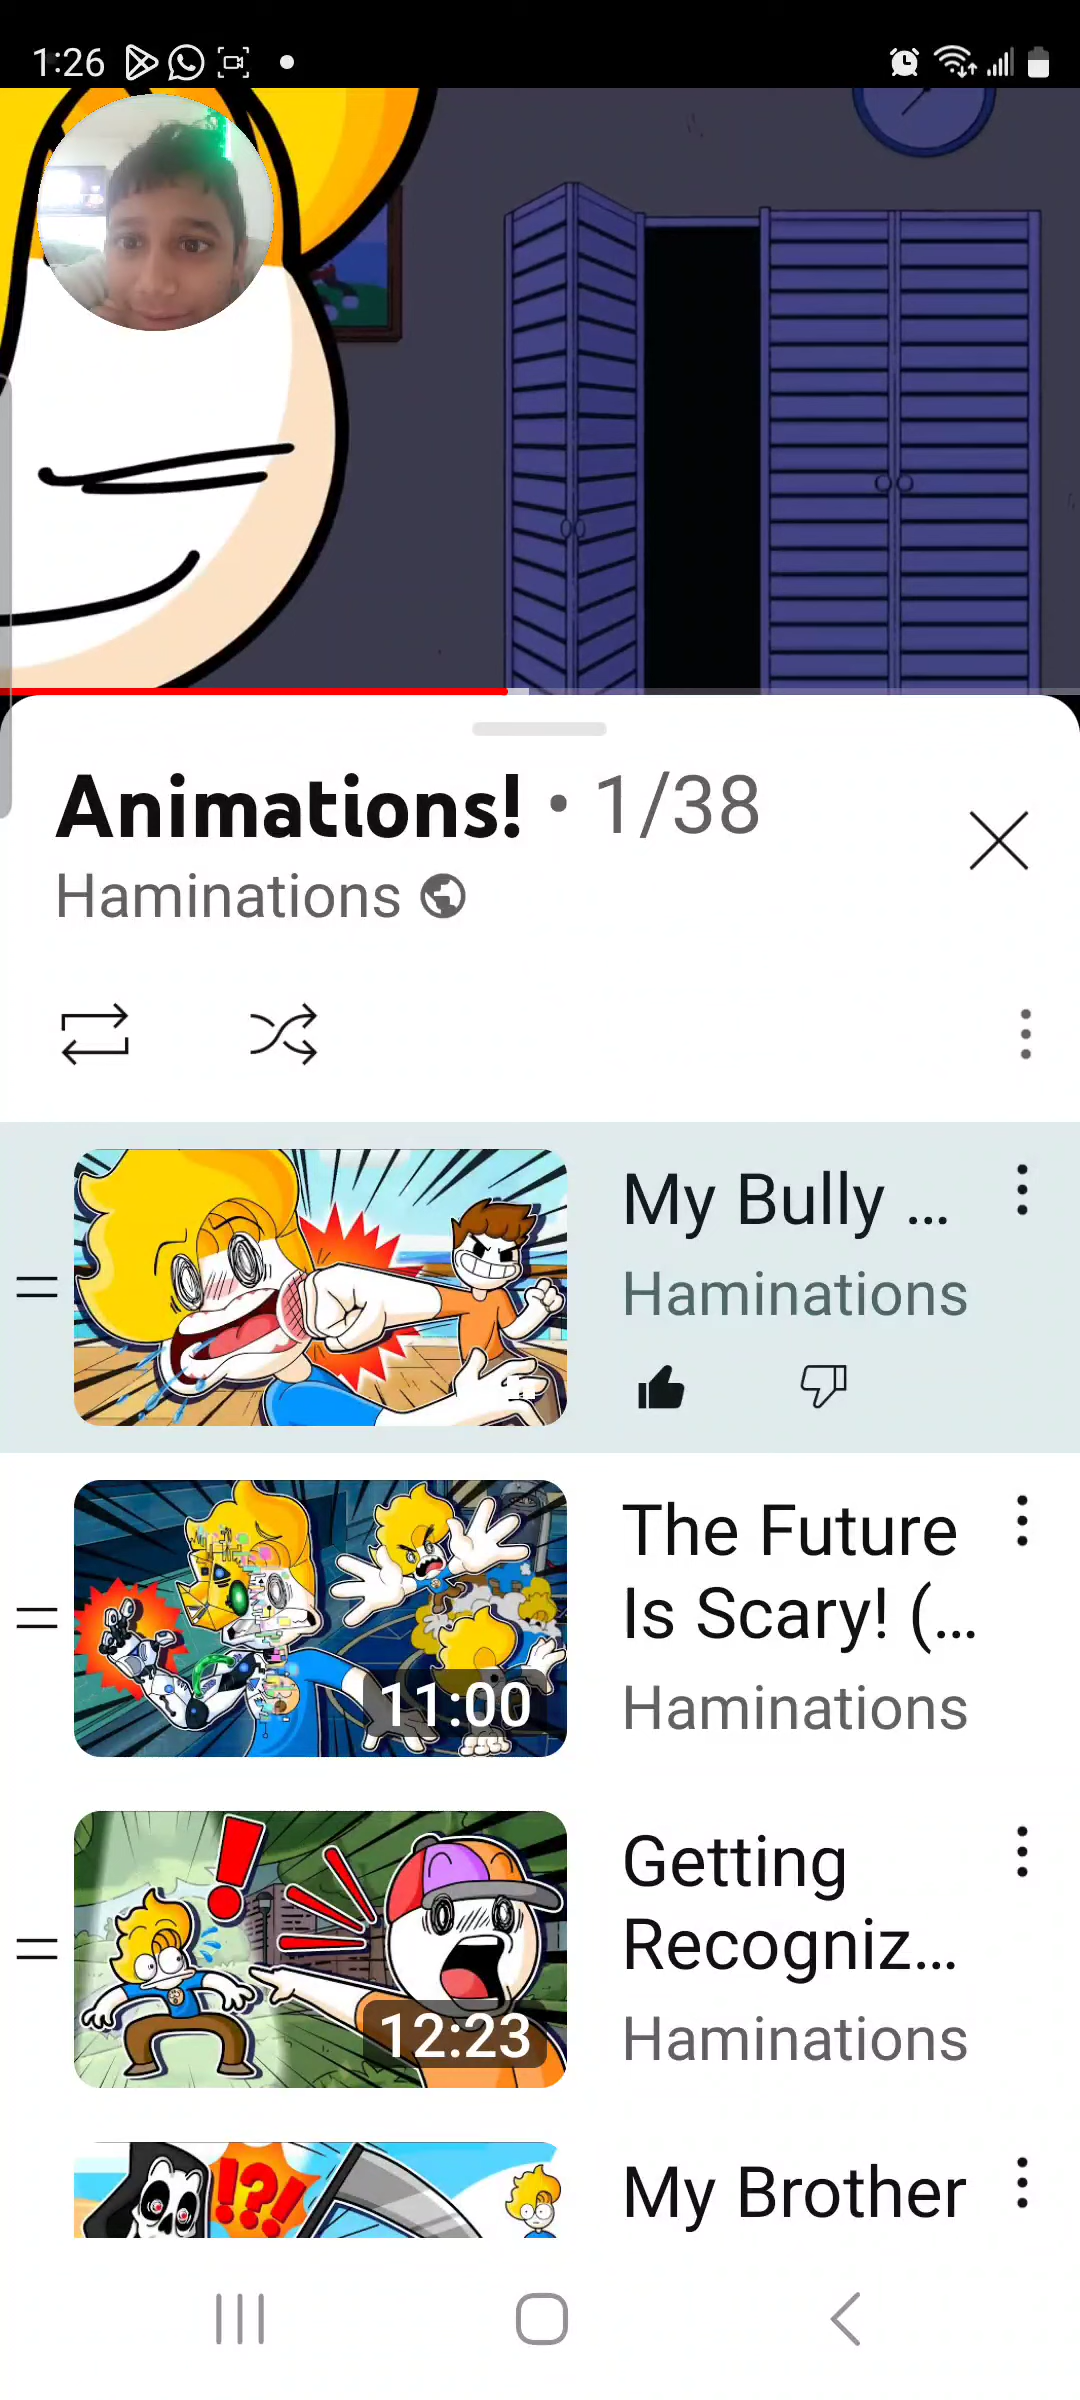 1:26
Animations! • 1/38
Haminations
My Bully ...
Haminations
The Future
Is Scary! (...
11:00
Haminations
Getting
Recogniz...
12:23
Haminations
!?!
My Brother